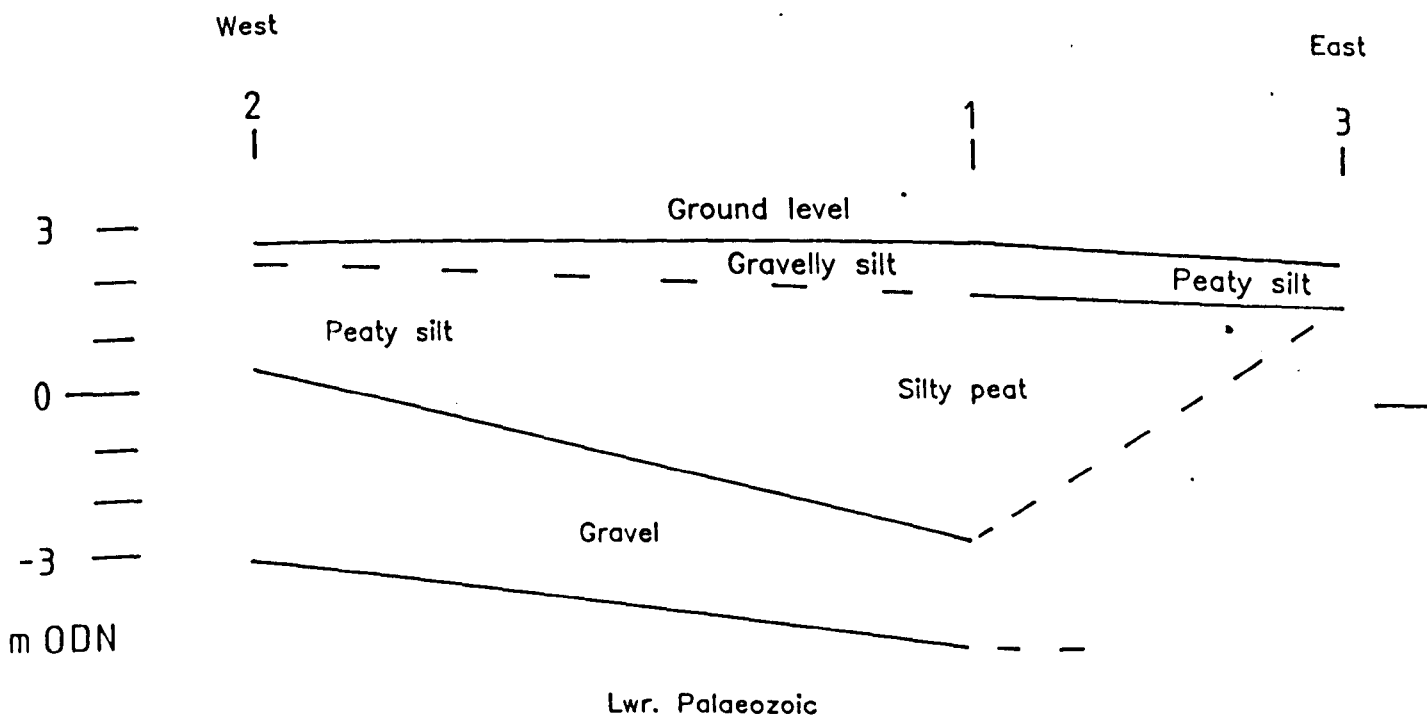 West
East
2
1
3
Ground level
3
Gravelly silt
Peaty silt
Peaty silt
Silty peat
0
Gravel
-3
m ODN
Lwr. Palaeozoic